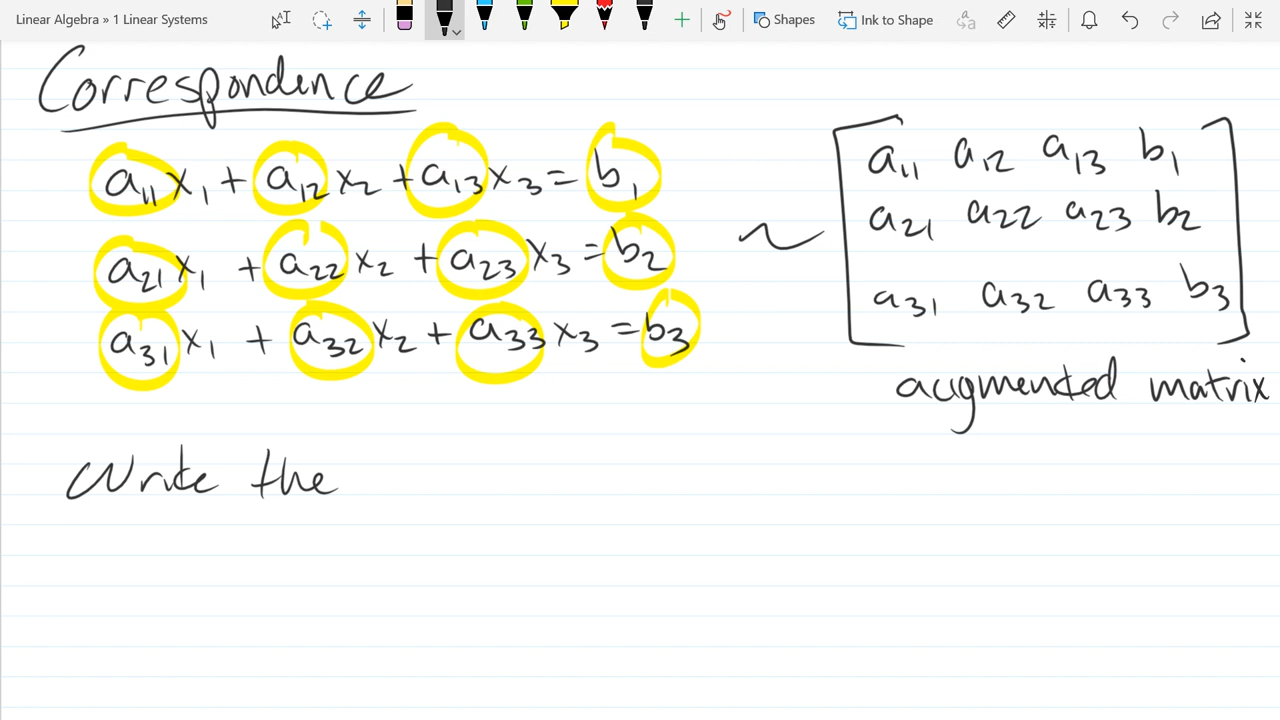 Linear Algebra » 1 Linear Systems
Shapes
Ink to Shape
Correspondence
a₁₁x₁ + a₁₂x₂ + a₁₃x₃ = b₁
a₂₁x₁ + a₂₂x₂ + a₂₃x₃ = b₂
a₃₁x₁ + a₃₂x₂ + a₃₃x₃ = b₃
~
a₁₁ a₁₂ a₁₃ b₁
a₂₁ a₂₂ a₂₃ b₂
a₃₁ a₃₂ a₃₃ b₃
augmented matrix
Write the